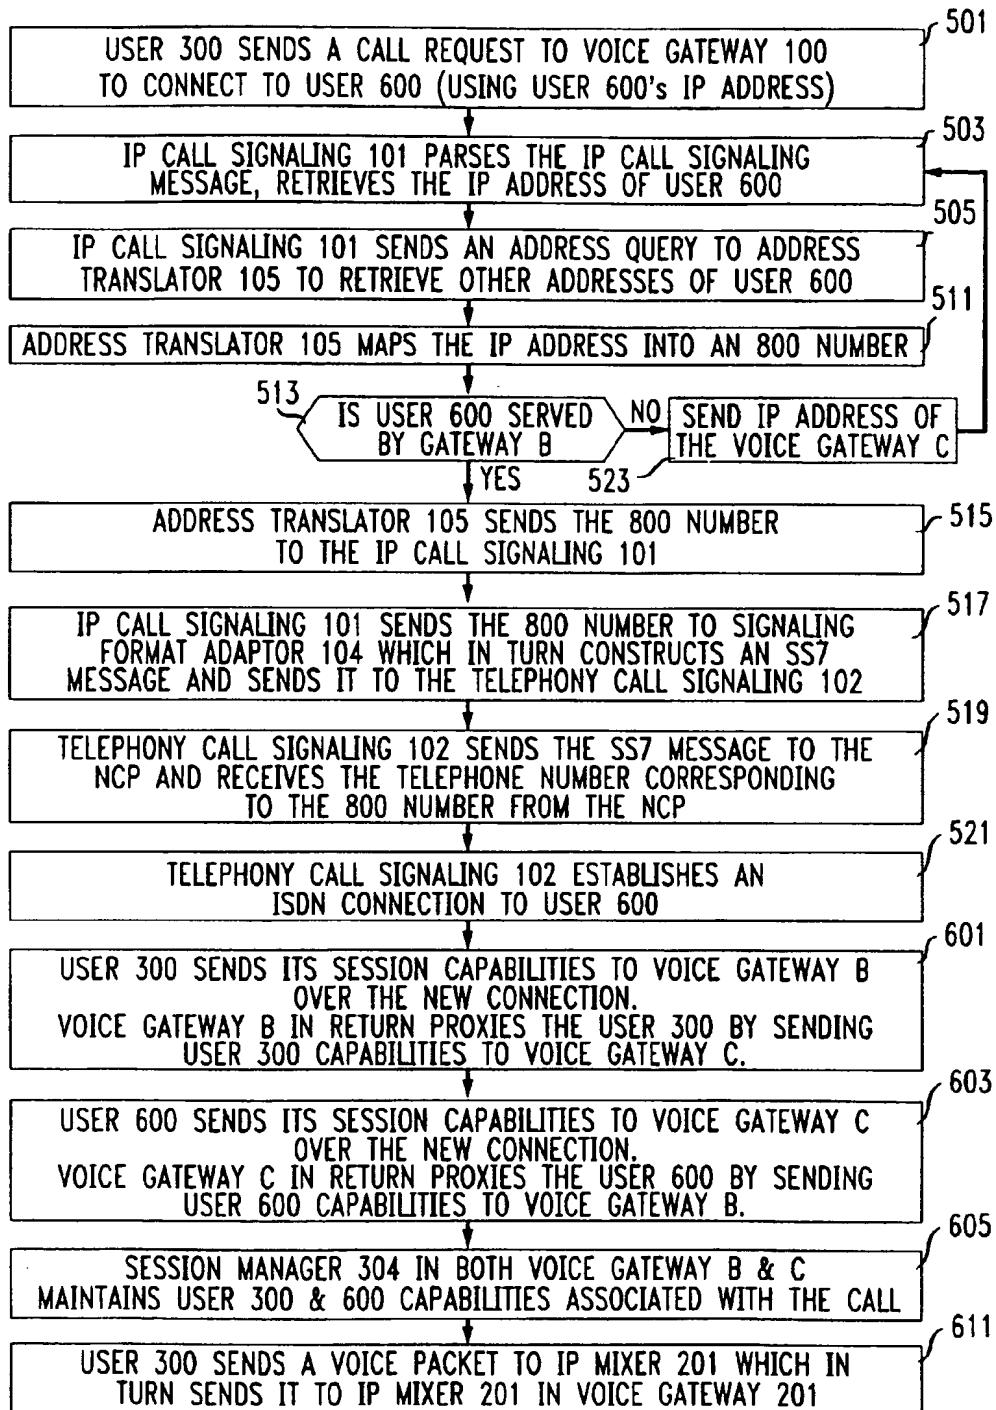 501
USER 300 SENDS A CALL REQUEST TO VOICE GATEWAY 100
TO CONNECT TO USER 600 (USING USER 600's IP ADDRESS)
503
IP CALL SIGNALING 101 PARSES THE IP CALL SIGNALING
MESSAGE, RETRIEVES THE IP ADDRESS OF USER 600
505
IP CALL SIGNALING 101 SENDS AN ADDRESS QUERY TO ADDRESS
TRANSLATOR 105 TO RETRIEVE OTHER ADDRESSES OF USER 600
511
ADDRESS TRANSLATOR 105 MAPS THE IP ADDRESS INTO AN 800 NUMBER
513
IS USER 600 SERVED
BY GATEWAY B
NO
SEND IP ADDRESS OF
THE VOICE GATEWAY C
YES
523
515
ADDRESS TRANSLATOR 105 SENDS THE 800 NUMBER
TO THE IP CALL SIGNALING 101
517
IP CALL SIGNALING 101 SENDS THE 800 NUMBER TO SIGNALING
FORMAT ADAPTOR 104 WHICH IN TURN CONSTRUCTS AN SS7
MESSAGE AND SENDS IT TO THE TELEPHONY CALL SIGNALING 102
519
TELEPHONY CALL SIGNALING 102 SENDS THE SS7 MESSAGE TO THE
NCP AND RECEIVES THE TELEPHONE NUMBER CORRESPONDING
TO THE 800 NUMBER FROM THE NCP
521
TELEPHONY CALL SIGNALING 102 ESTABLISHES AN
ISDN CONNECTION TO USER 600
601
USER 300 SENDS ITS SESSION CAPABILITIES TO VOICE GATEWAY B
OVER THE NEW CONNECTION.
VOICE GATEWAY B IN RETURN PROXIES THE USER 300 BY SENDING
USER 300 CAPABILITIES TO VOICE GATEWAY C.
603
USER 600 SENDS ITS SESSION CAPABILITIES TO VOICE GATEWAY C
OVER THE NEW CONNECTION.
VOICE GATEWAY C IN RETURN PROXIES THE USER 600 BY SENDING
USER 600 CAPABILITIES TO VOICE GATEWAY B.
605
SESSION MANAGER 304 IN BOTH VOICE GATEWAY B & C
MAINTAINS USER 300 & 600 CAPABILITIES ASSOCIATED WITH THE CALL
611
USER 300 SENDS A VOICE PACKET TO IP MIXER 201 WHICH IN
TURN SENDS IT TO IP MIXER 201 IN VOICE GATEWAY 201